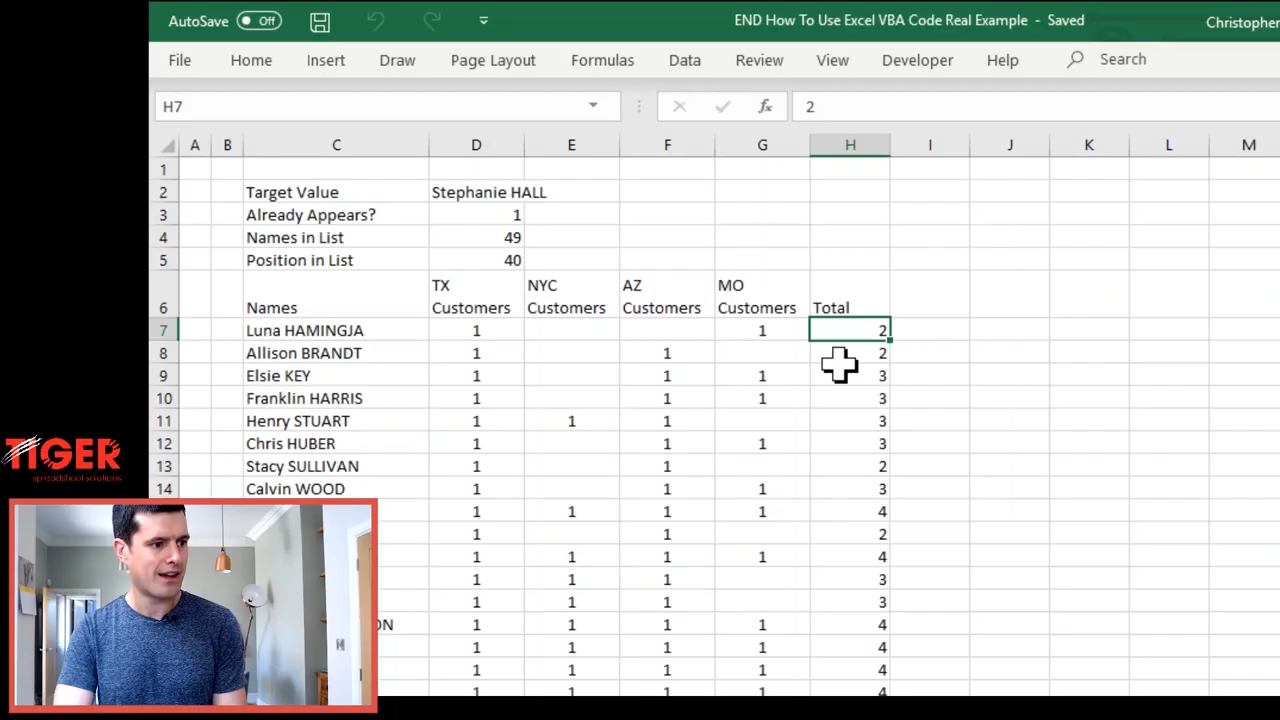 AutoSave Off END How To Use Excel VBA Code Real Example - Saved Christopher
File Home Insert Draw Page Layout Formulas Data Review View Developer Help Search
H7 fx 2
A B C D E F G H I J K L M
1
2 Target Value Stephanie HALL
3 Already Appears? 1
4 Names in List 49
5 Position in List 40
TX NYC AZ MO
6 Names Customers Customers Customers Customers Total
7 Luna HAMINGJA 1 1 2
8 Allison BRANDT 1 1 2
9 Elsie KEY 1 1 1 3
10 Franklin HARRIS 1 1 1 3
11 Henry STUART 1 1 1 3
12 Chris HUBER 1 1 1 3
13 Stacy SULLIVAN 1 1 2
14 Calvin WOOD 1 1 1 3
1 1 1 1 4
1 1 2
1 1 1 1 4
1 1 1 3
1 1 1 3
ON 1 1 1 1 4
1 1 1 1 4
1 1 1 1 4
1 1 1 1 4
TIGER
spreadsheet solutions